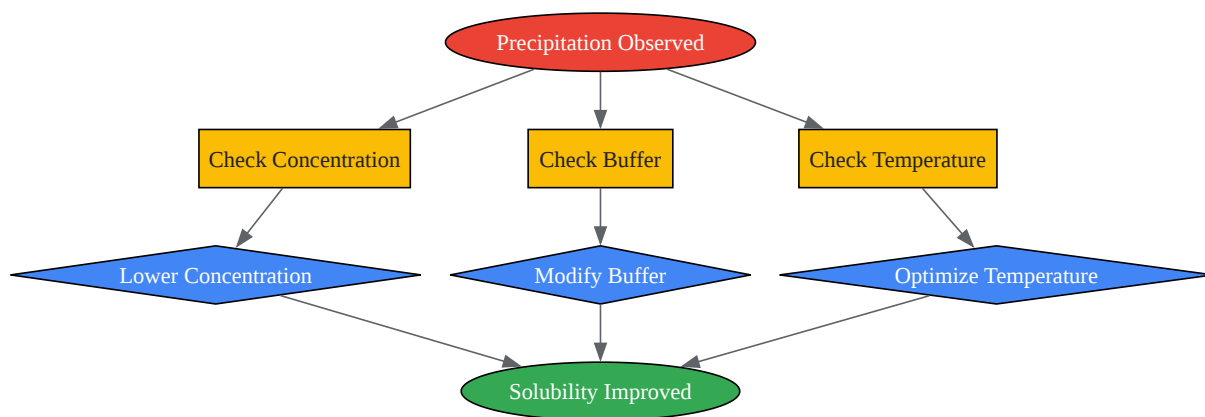 Precipitation Observed
Check Concentration
Check Buffer
Check Temperature
Lower Concentration
Modify Buffer
Optimize Temperature
Solubility Improved